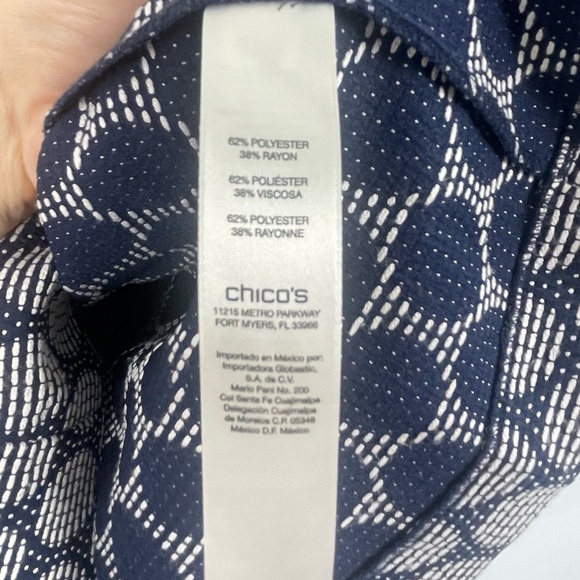 62% POLYESTER
38% RAYON
62% POLIÉSTER
38% VISCOSA
62% POLYESTER
38% RAYONNE
chico's
11215 METRO PARKWAY
FORT MYERS, FL 33966
Importado en México por:
Importadora Globastic,
S.A. de C.V.
Mario Pani No. 200
Col Santa Fe Cuajimalpa
Delegación Cuajimalpa
de Morelos C.P. 05348
México D.F. México